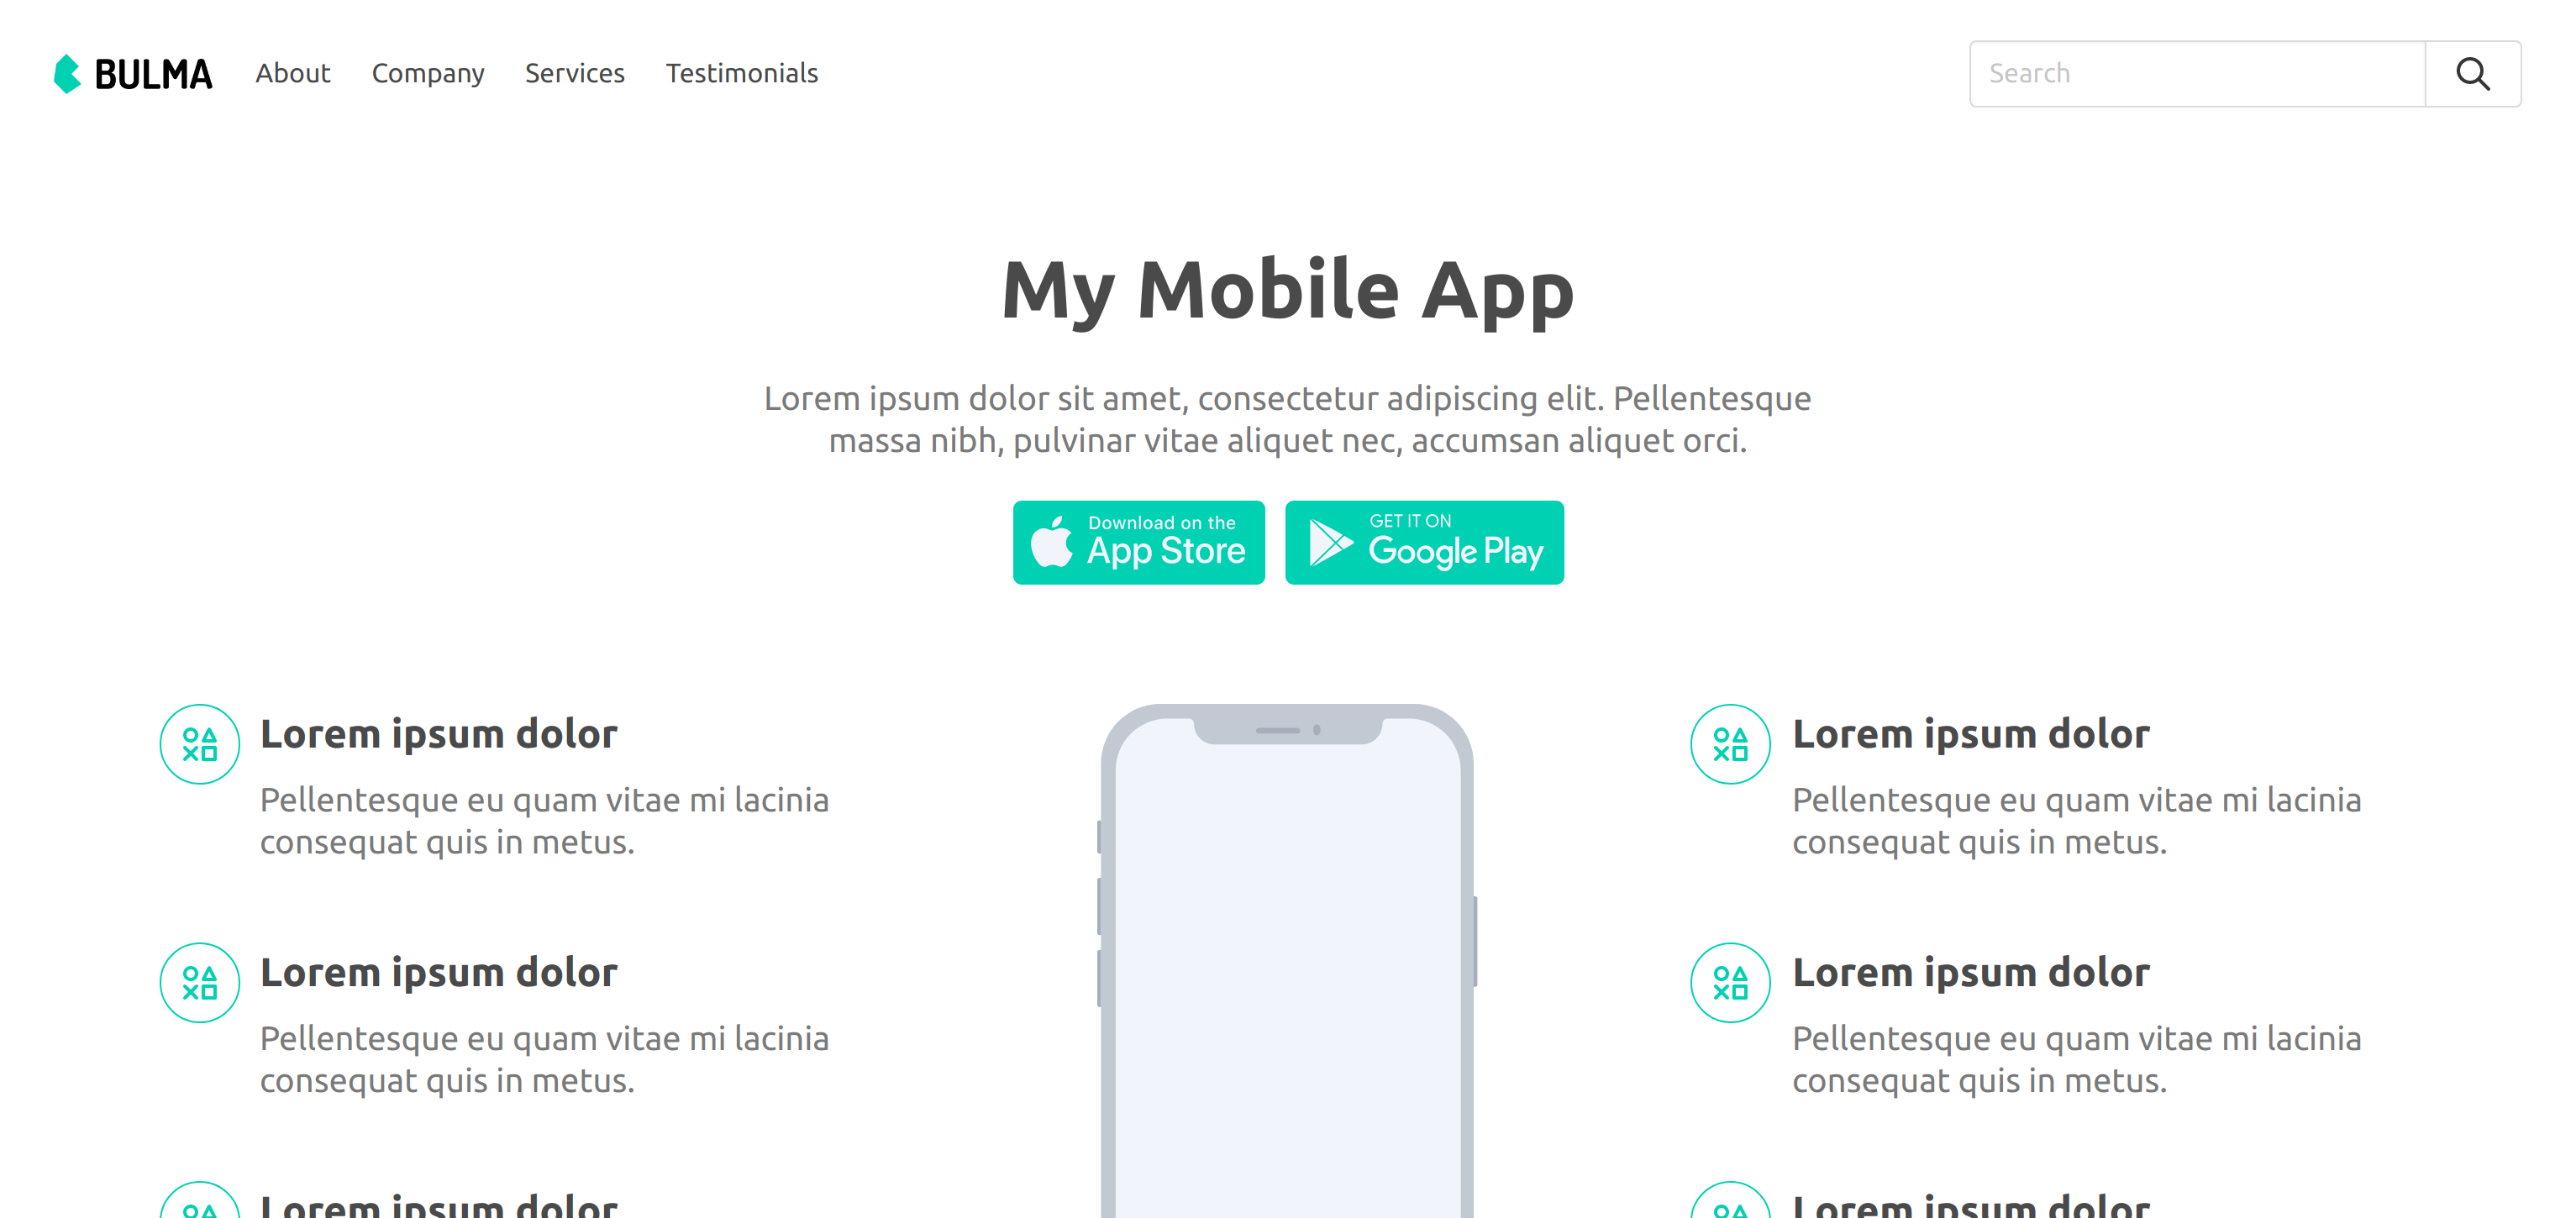 BULMA About Company Services Testimonials Search
My Mobile App
Lorem ipsum dolor sit amet, consectetur adipiscing elit. Pellentesque
massa nibh, pulvinar vitae aliquet nec, accumsan aliquet orci.
Download on the
App Store
GET IT ON
Google Play
Lorem ipsum dolor
Pellentesque eu quam vitae mi lacinia
consequat quis in metus.
Lorem ipsum dolor
Pellentesque eu quam vitae mi lacinia
consequat quis in metus.
Lorem ipsum dolor
Lorem ipsum dolor
Pellentesque eu quam vitae mi lacinia
consequat quis in metus.
Lorem ipsum dolor
Pellentesque eu quam vitae mi lacinia
consequat quis in metus.
Lorem ipsum dolor